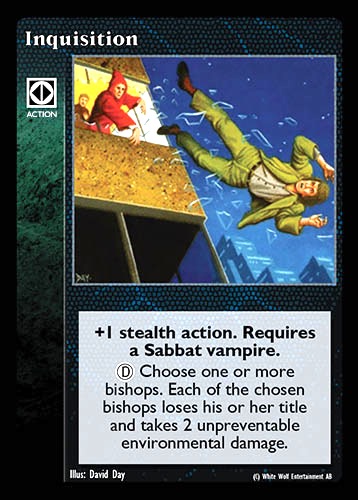 Inquisition
ACTION
DAY
+1 stealth action. Requires
a Sabbat vampire.
Ⓓ Choose one or more
bishops. Each of the chosen
bishops loses his or her title
and takes 2 unpreventable
environmental damage.
Illus: David Day
(C) White Wolf Entertainment AB